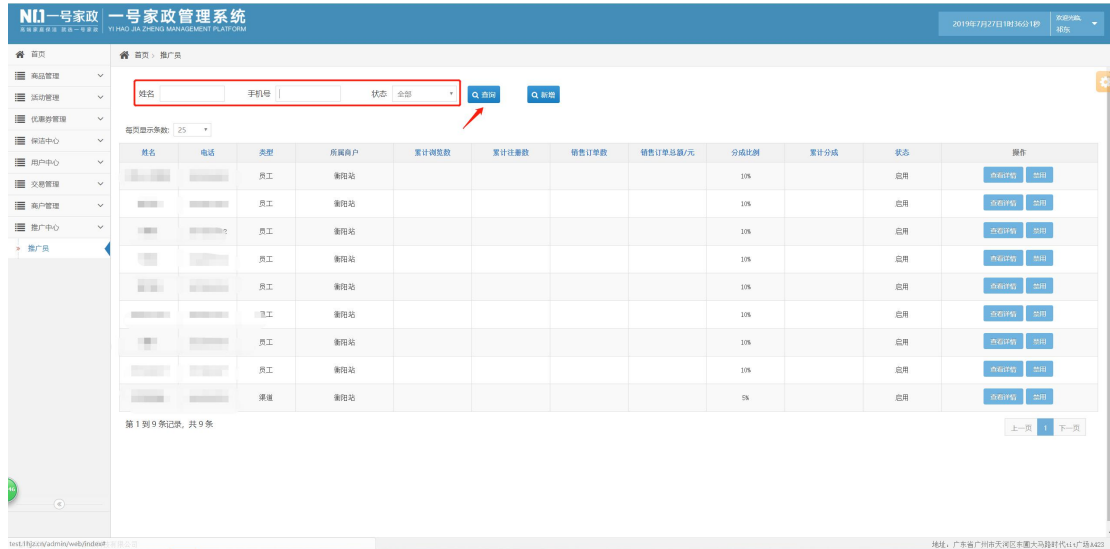 NO.1一号家政 一号家政管理系统
YI HAO JIA ZHENG MANAGEMENT PLATFORM
2019年7月27日1时36分1秒 欢迎光临,
祁东
首页
首页 推广员
商品管理
活动管理
优惠券管理
保洁中心
用户中心
交易管理
商户管理
推广中心
推广员
姓名 手机号 状态 全部 查询 新增
每页显示条数: 25
姓名 电话 类型 所属商户 累计浏览数 累计注册数 销售订单数 销售订单总额/元 分成比例 累计分成 状态 操作
员工 衡阳站 10% 启用 查看详情 禁用
员工 衡阳站 10% 启用 查看详情 禁用
员工 衡阳站 10% 启用 查看详情 禁用
员工 衡阳站 10% 启用 查看详情 禁用
员工 衡阳站 10% 启用 查看详情 禁用
员工 衡阳站 10% 启用 查看详情 禁用
员工 衡阳站 10% 启用 查看详情 禁用
员工 衡阳站 10% 启用 查看详情 禁用
渠道 衡阳站 5% 启用 查看详情 禁用
第 1 到 9 条记录, 共 9 条
上一页 1 下一页
test.1hjz.cn/admin/web/index#
地址: 广东省广州市天河区东圃大马路时代tit广场A423